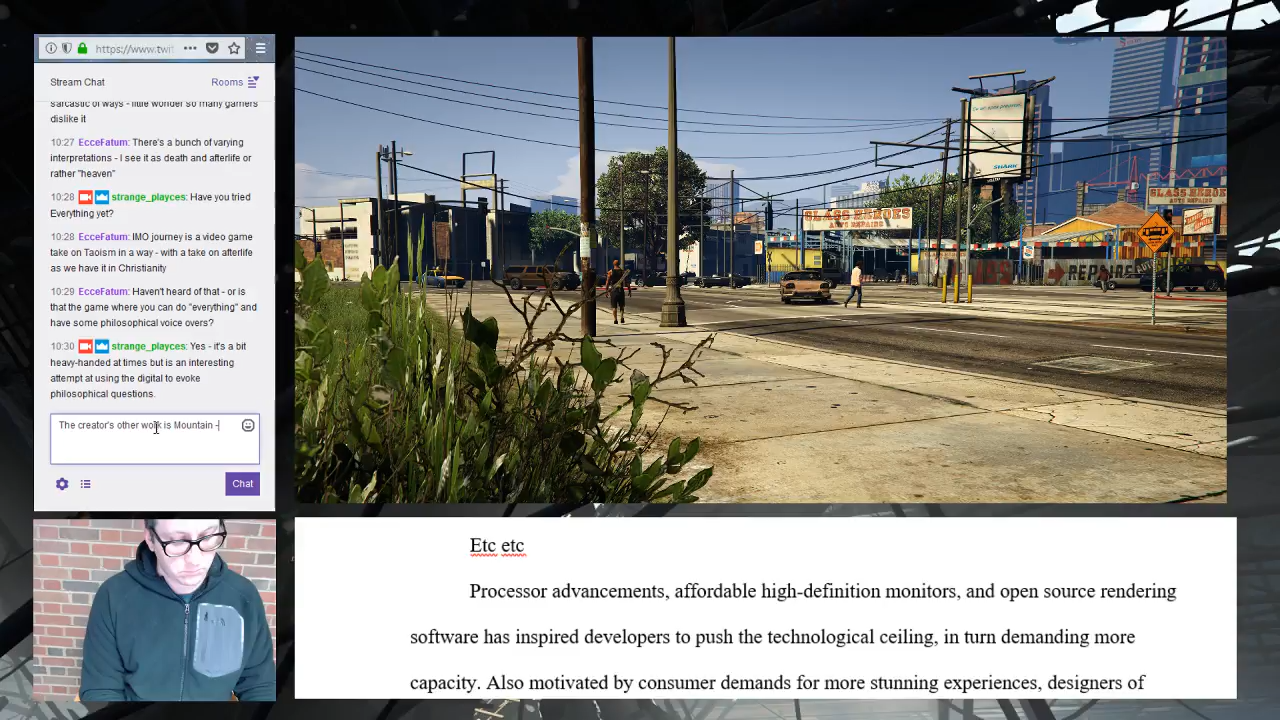 https://www.twit
Stream Chat
Rooms
sarcastic of ways - little wonder so many gamers
dislike it
10:27 EcceFatum: There's a bunch of varying
interpretations - I see it as death and afterlife or
rather "heaven"
10:28 strange_playces: Have you tried
Everything yet?
10:28 EcceFatum: IMO journey is a video game
take on Taoism in a way - with a take on afterlife
as we have it in Christianity
10:29 EcceFatum: Haven't heard of that - or is
that the game where you can do "everything" and
have some philosophical voice overs?
10:30 strange_playces: Yes - it's a bit
heavy-handed at times but is an interesting
attempt at using the digital to evoke
philosophical questions.
The creator's other work is Mountain -
Chat
SHARK
GLASS HEROES
AUTO REPAIRS
GLASS HEROES
AUTO REPAIRS
Etc etc
Processor advancements, affordable high-definition monitors, and open source rendering
software has inspired developers to push the technological ceiling, in turn demanding more
capacity. Also motivated by consumer demands for more stunning experiences, designers of